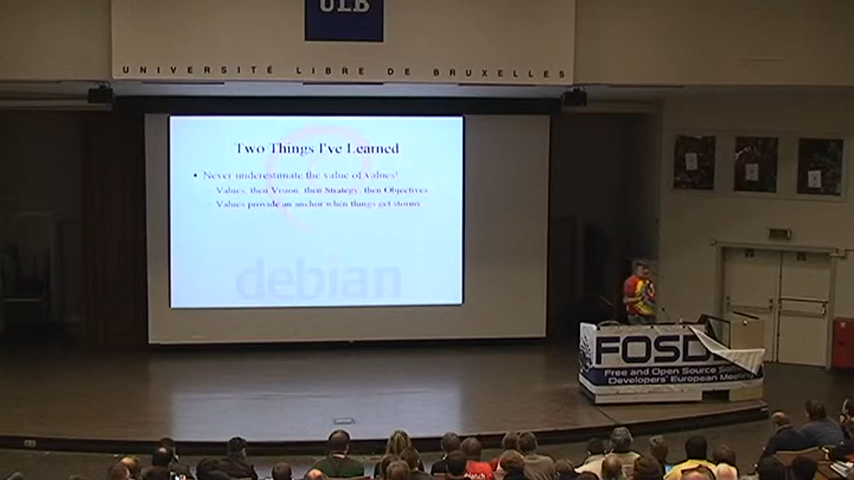 ULB
UNIVERSITÉ LIBRE DE BRUXELLES
Two Things I've Learned
• Never underestimate the value of values!
– Values, then Vision, then Strategy, then Objectives
– Values provide an anchor when things get stormy
debian
FOSD
Free and Open Source So
Developers' European Meeting